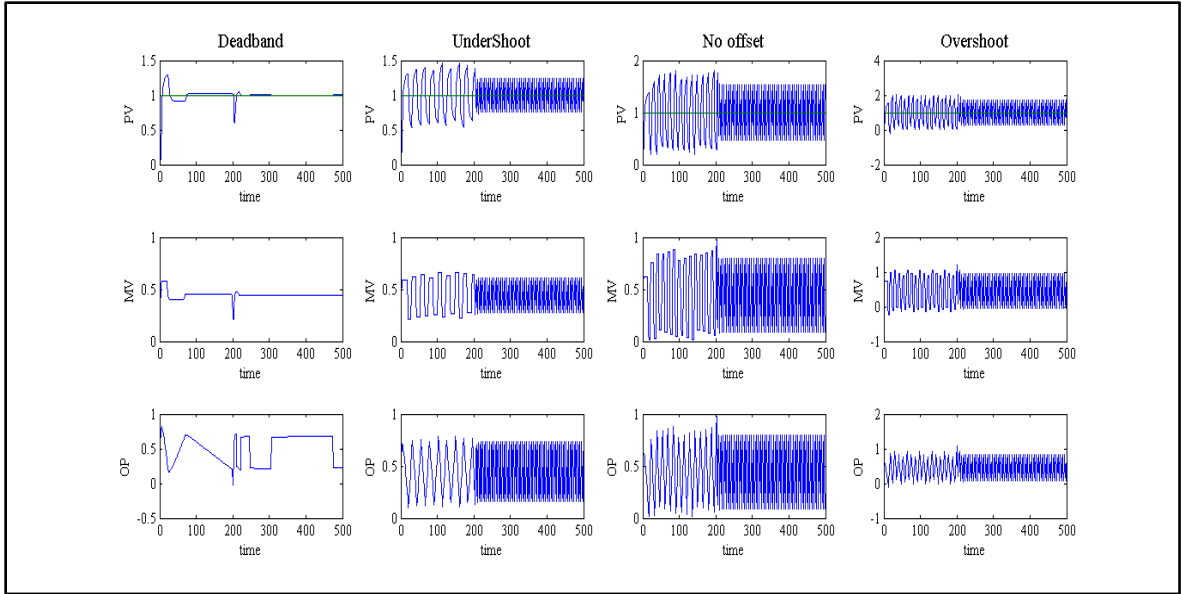 Deadband UnderShoot No offset Overshoot
1.5 1.5 2 4
PV 1 PV 1 PV 1 PV 2
0.5 0.5 0
0 0 0 -2
0 100 200 300 400 500 0 100 200 300 400 500 0 100 200 300 400 500 0 100 200 300 400 500
time time time time
1 1 1 2
MV 0.5 MV 0.5 MV 0.5 MV 1
0
0 0 0 -1
0 100 200 300 400 500 0 100 200 300 400 500 0 100 200 300 400 500 0 100 200 300 400 500
time time time time
1 1 1 2
OP 0.5 OP 0.5 OP 0.5 OP 1
0 0
-0.5 0 0 -1
0 100 200 300 400 500 0 100 200 300 400 500 0 100 200 300 400 500 0 100 200 300 400 500
time time time time